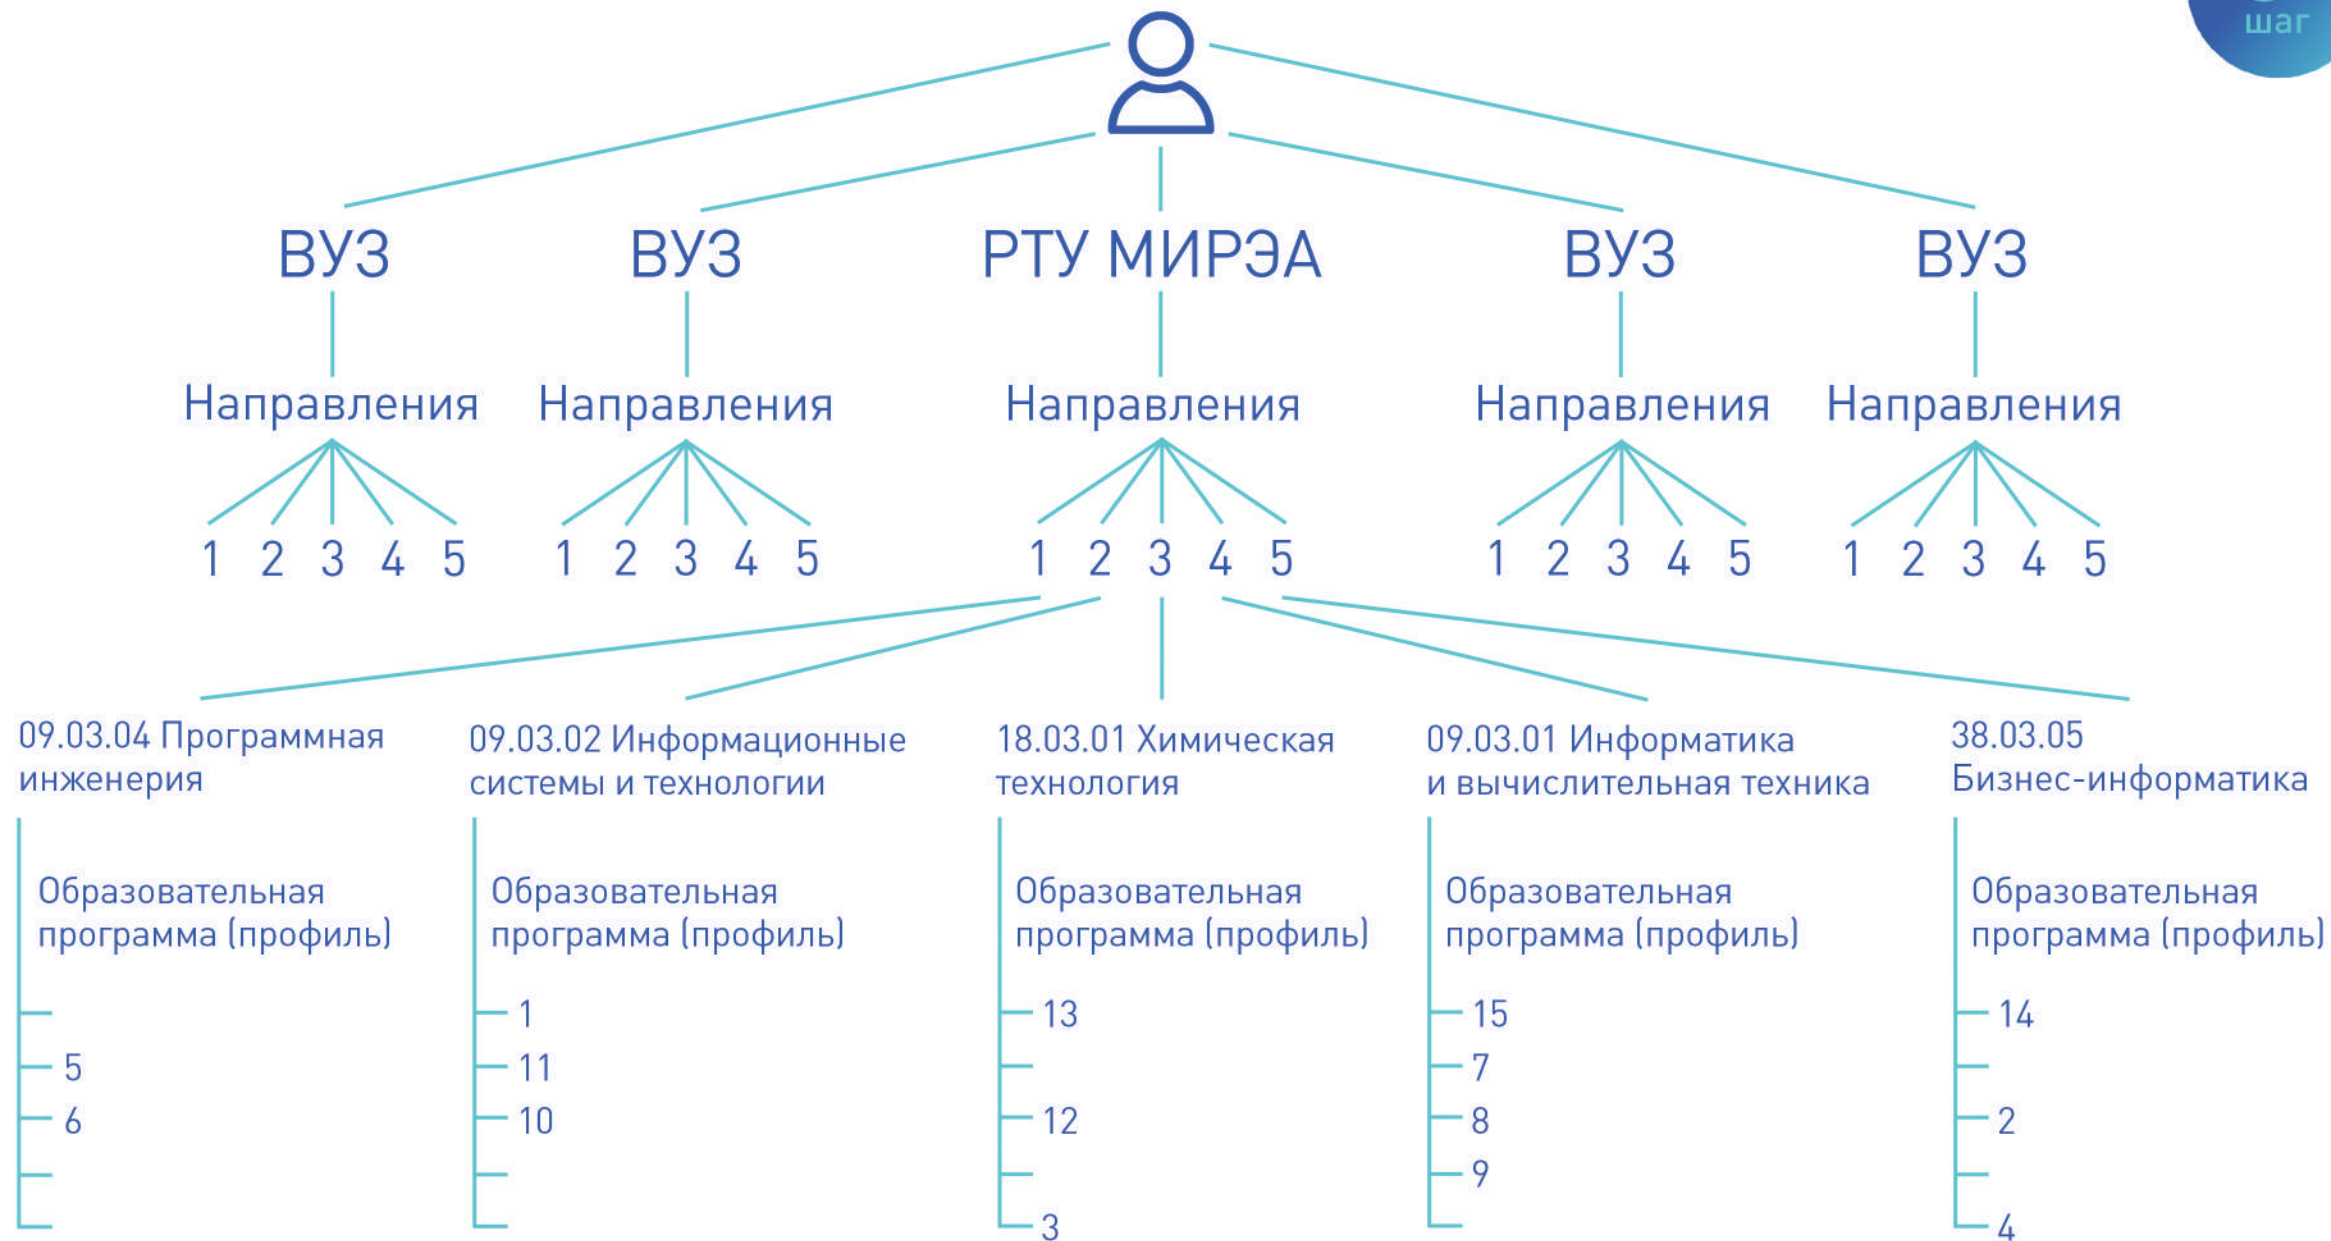 шаг
ВУЗ
ВУЗ
РТУ МИРЭА
ВУЗ
ВУЗ
Направления
Направления
Направления
Направления
Направления
1 2 3 4 5
1 2 3 4 5
1 2 3 4 5
1 2 3 4 5
1 2 3 4 5
09.03.04 Программная
инженерия
Образовательная
программа (профиль)
5
6
09.03.02 Информационные
системы и технологии
Образовательная
программа (профиль)
1
11
10
18.03.01 Химическая
технология
Образовательная
программа (профиль)
13
12
3
09.03.01 Информатика
и вычислительная техника
Образовательная
программа (профиль)
15
7
8
9
38.03.05
Бизнес-информатика
Образовательная
программа (профиль)
14
2
4